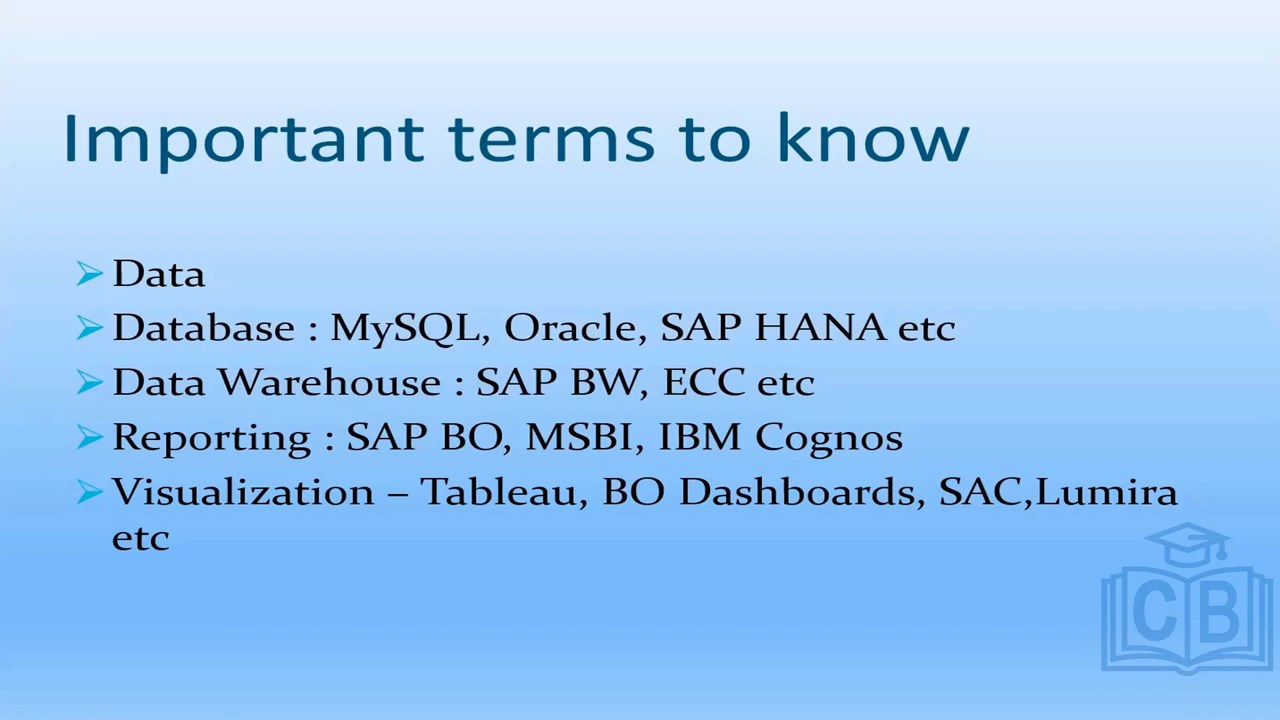 Important terms to know
Data
Database : MySQL, Oracle, SAP HANA etc
Data Warehouse : SAP BW, ECC etc
Reporting : SAP BO, MSBI, IBM Cognos
Visualization – Tableau, BO Dashboards, SAC,Lumira
etc
CB